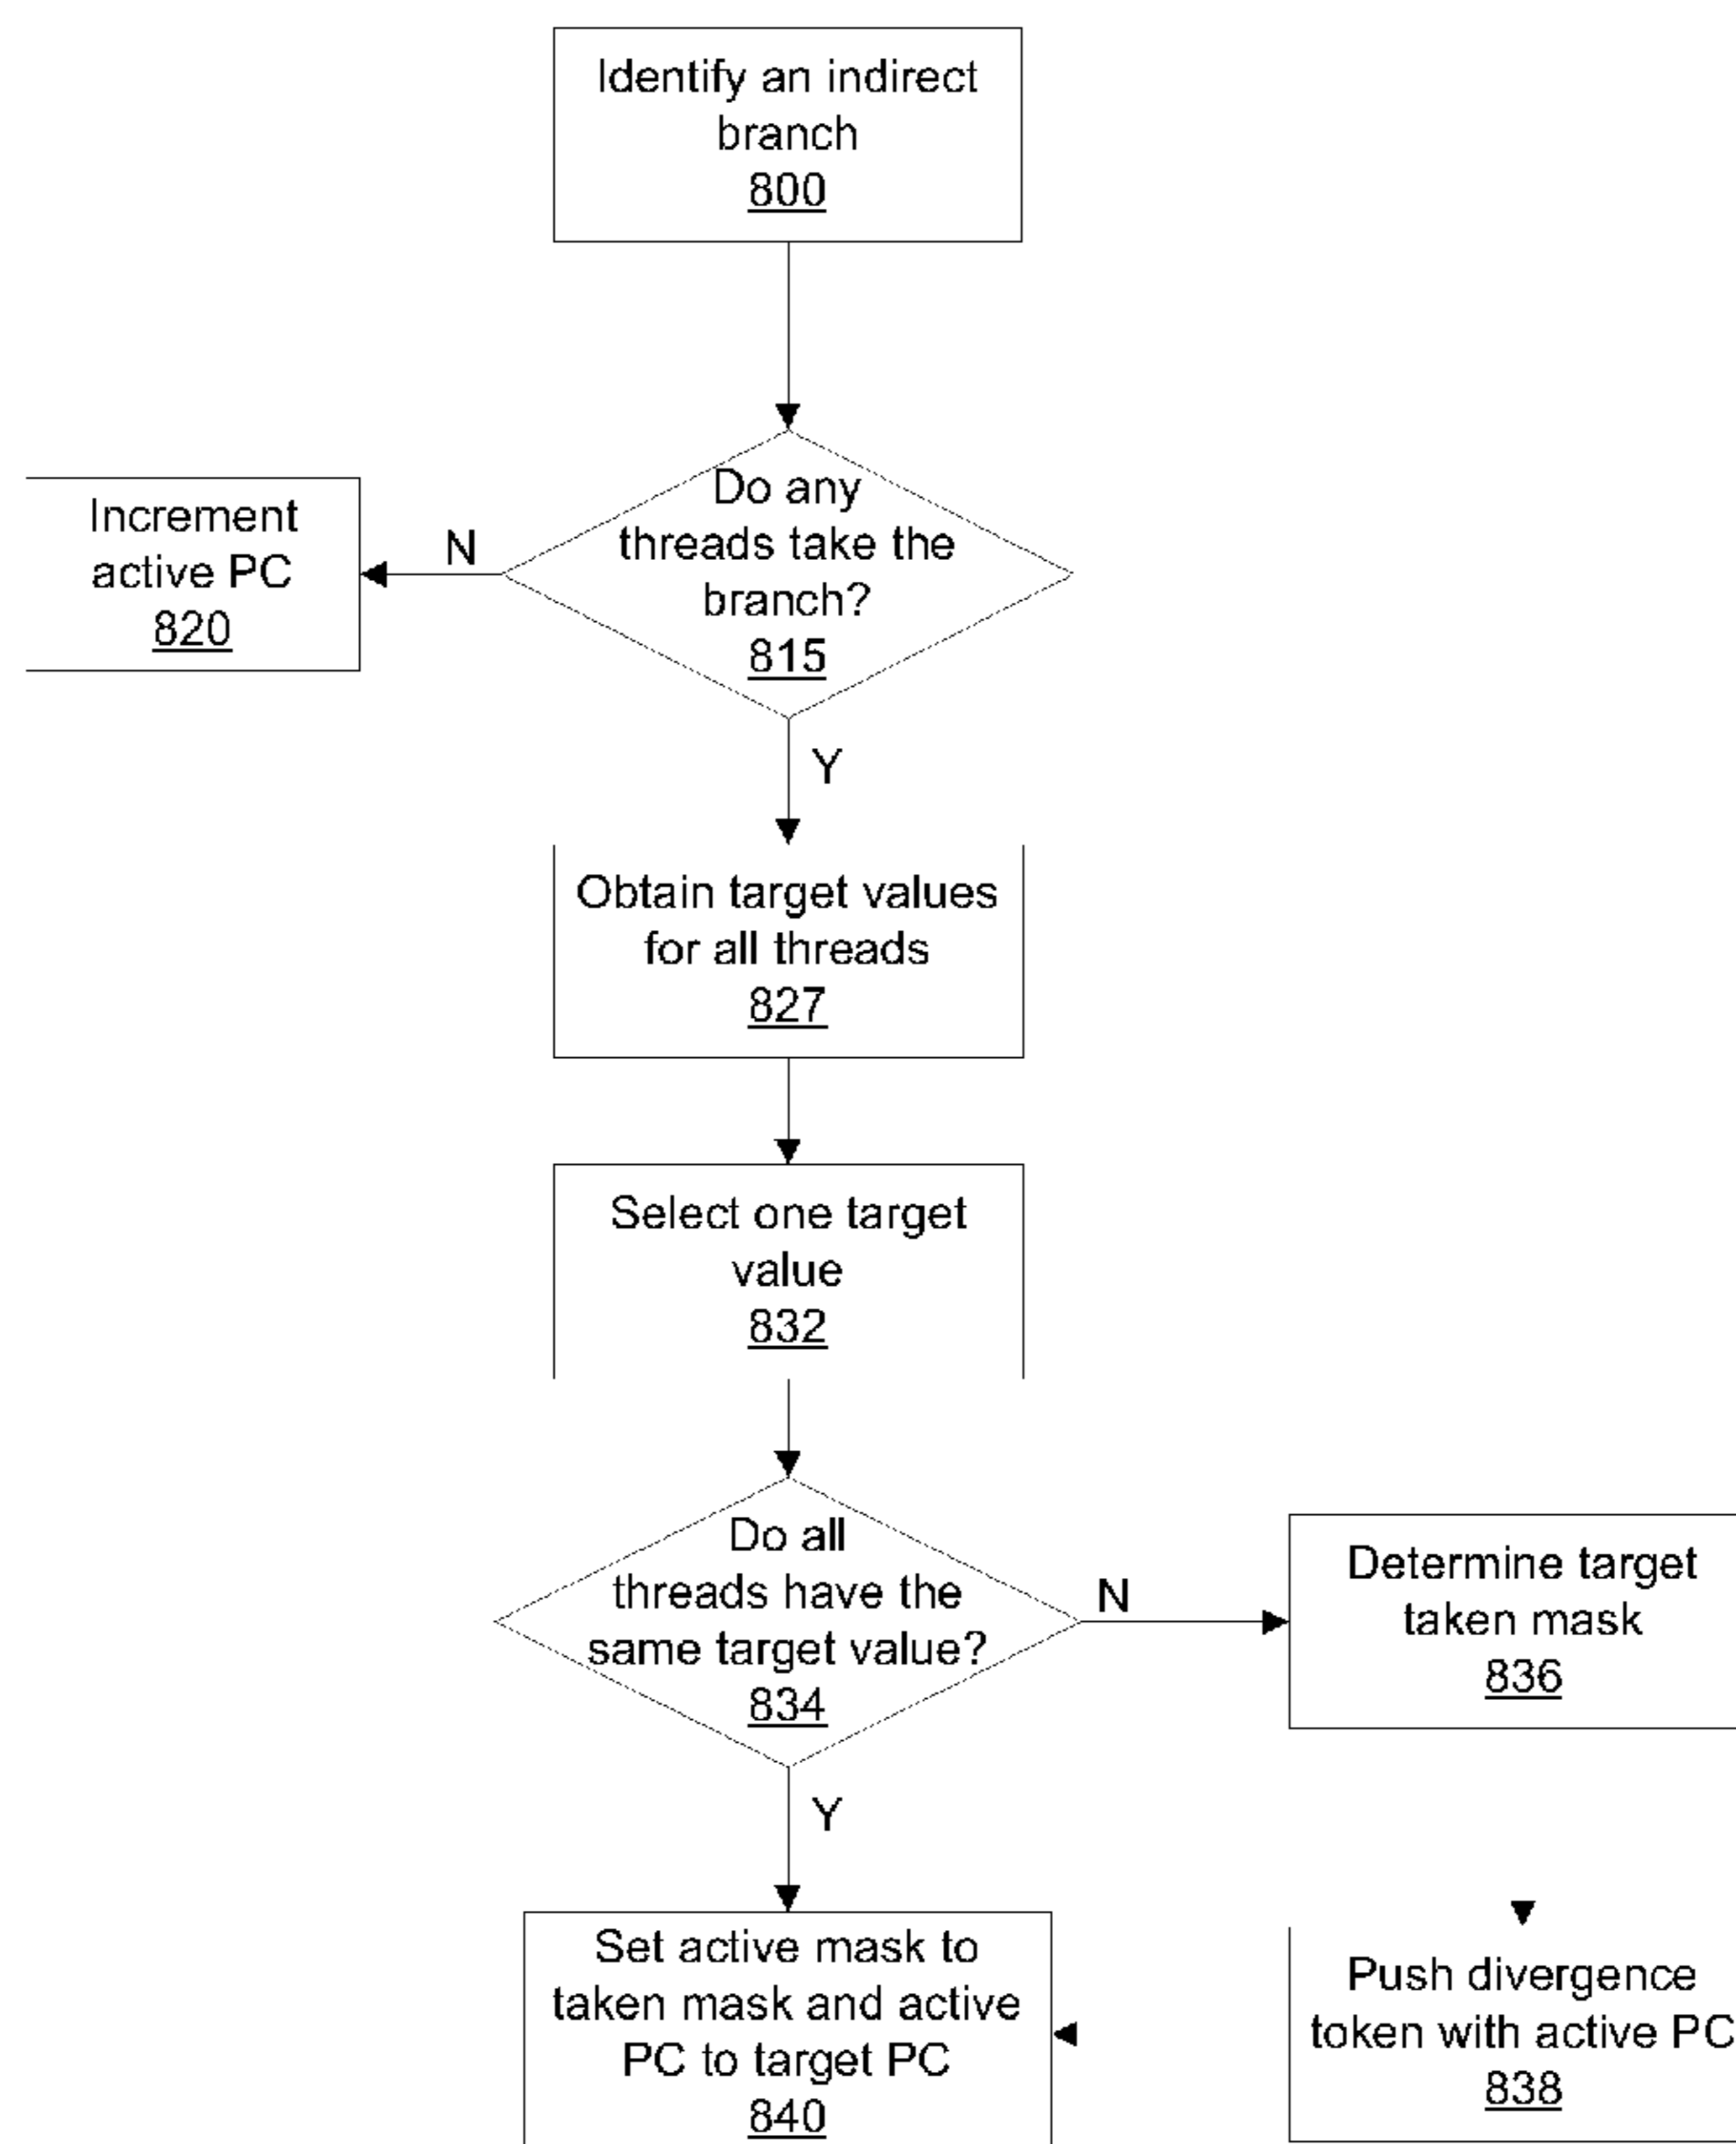 Identify an indirect
branch
800
Do any
threads take the
branch?
815
N
Increment
active PC
820
Y
Obtain target values
for all threads
827
Select one target
value
832
Do all
threads have the
same target value?
834
N
Determine target
taken mask
836
Y
Set active mask to
taken mask and active
PC to target PC
840
Push divergence
token with active PC
838